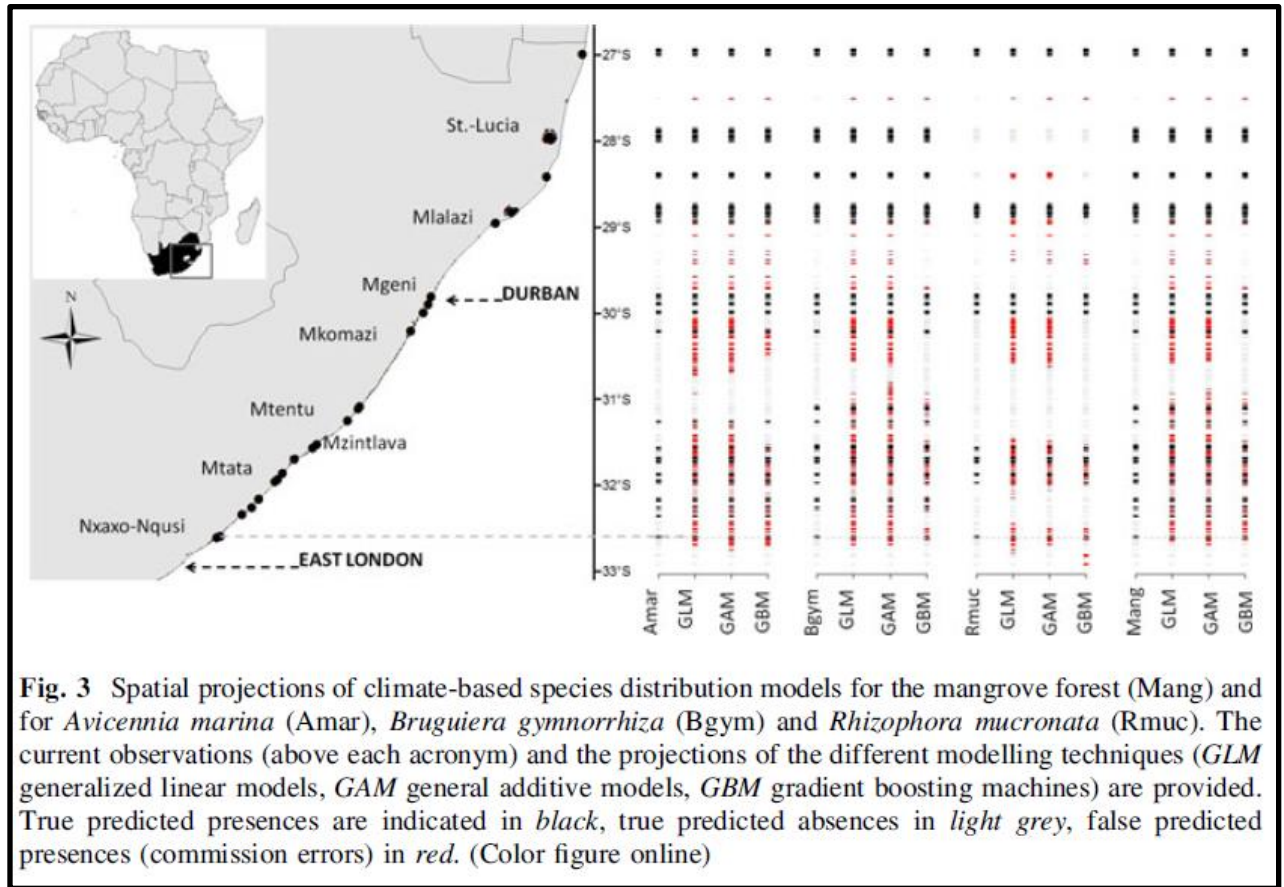 N
St.-Lucia
Mlalazi
Mgeni
DURBAN
Mkomazi
Mtentu
Mzintlava
Mtata
Nxaxo-Nqusi
EAST LONDON
27°S
28°S
29°S
30°S
31°S
32°S
33°S
Amar
GLM
GAM
GBM
Bgym
GLM
GAM
GBM
Rmuc
GLM
GAM
GBM
Mang
GLM
GAM
GBM
Fig. 3 Spatial projections of climate-based species distribution models for the mangrove forest (Mang) and
for Avicennia marina (Amar), Bruguiera gymnorrhiza (Bgym) and Rhizophora mucronata (Rmuc). The
current observations (above each acronym) and the projections of the different modelling techniques (GLM
generalized linear models, GAM general additive models, GBM gradient boosting machines) are provided.
True predicted presences are indicated in black, true predicted absences in light grey, false predicted
presences (commission errors) in red. (Color figure online)